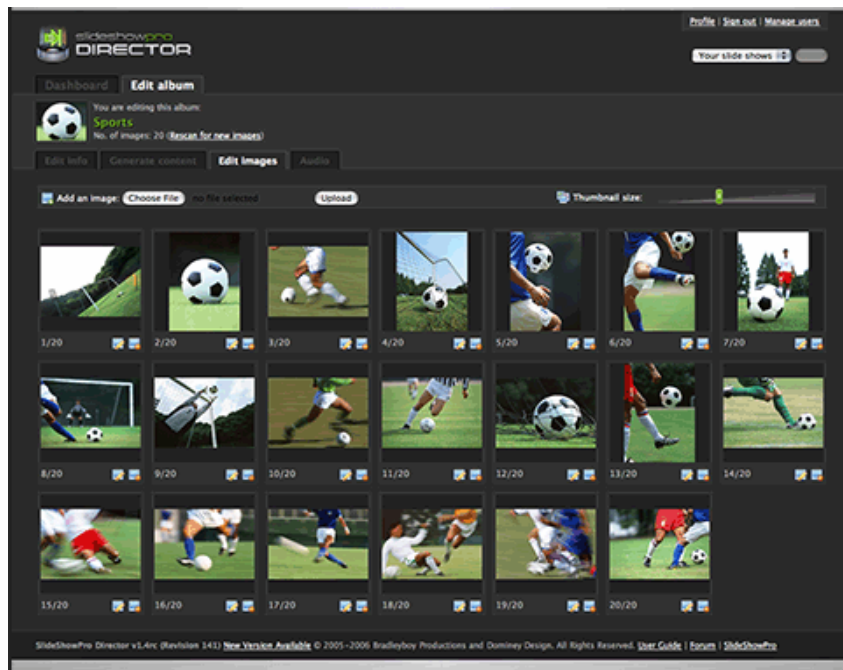 Profile | Sign out | Manage users
slideshowpro
DIRECTOR
Your slide shows
Dashboard Edit album
You are editing this album:
Sports
No. of images: 20 (Rescan for new images)
Edit info Generate content Edit images Audio
Add an image: Choose File no file selected Upload Thumbnail size:
1/20 2/20 3/20 4/20 5/20 6/20 7/20
8/20 9/20 10/20 11/20 12/20 13/20 14/20
15/20 16/20 17/20 18/20 19/20 20/20
SlideShowPro Director v1.4rc (Revision 141) New Version Available © 2005-2006 Bradleyboy Productions and Dominey Design. All Rights Reserved. User Guide | Forum | SlideShowPro